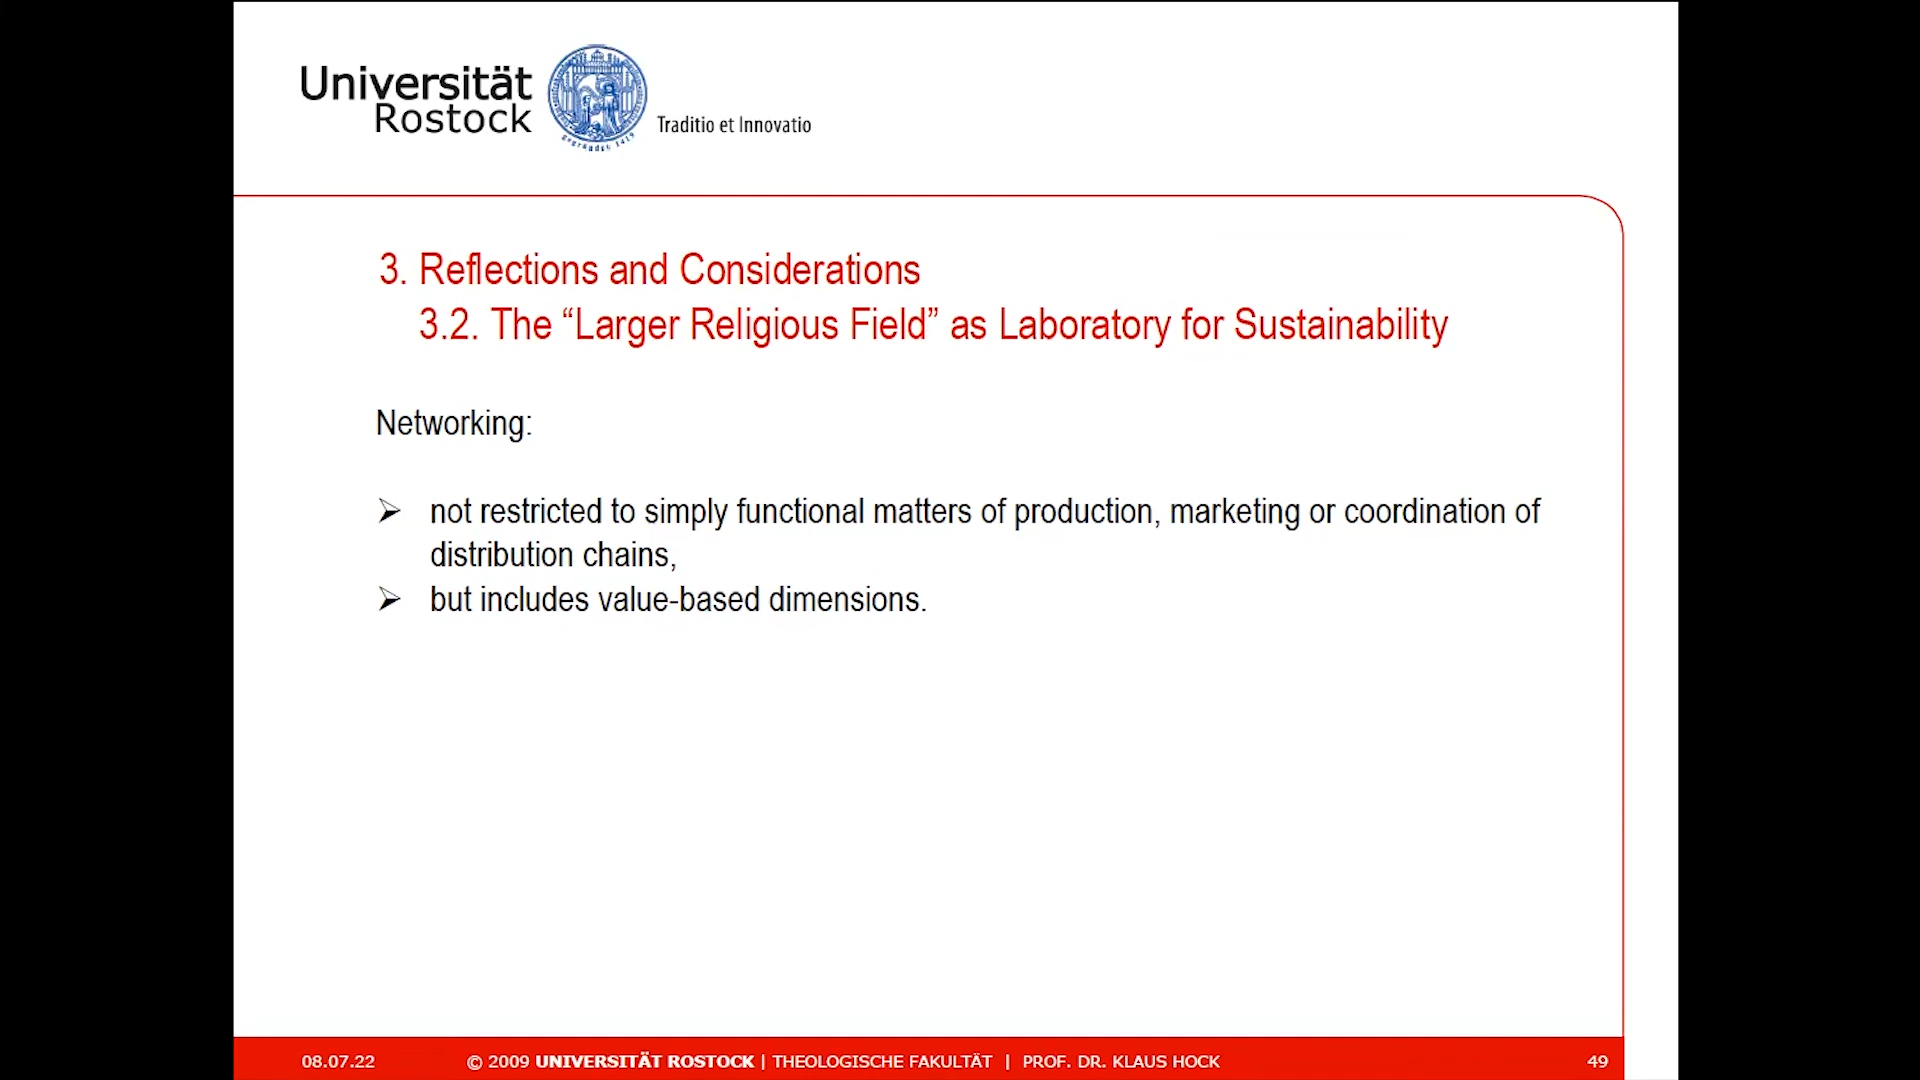 Universität
Rostock
gegründet 1419
Traditio et Innovatio
3. Reflections and Considerations
3.2. The “Larger Religious Field” as Laboratory for Sustainability
Networking:
➢ not restricted to simply functional matters of production, marketing or coordination of
distribution chains,
➢ but includes value-based dimensions.
08.07.22 © 2009 UNIVERSITÄT ROSTOCK | THEOLOGISCHE FAKULTÄT | PROF. DR. KLAUS HOCK 49